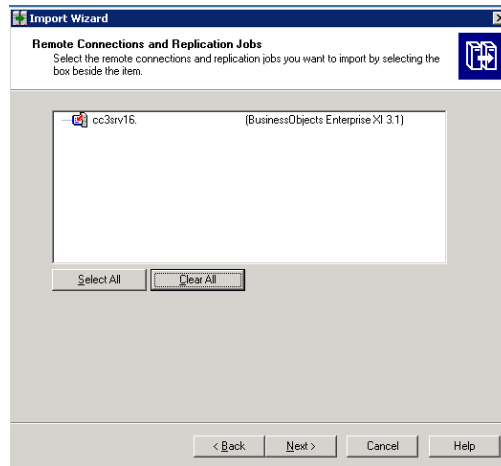 Import Wizard
Remote Connections and Replication Jobs
Select the remote connections and replication jobs you want to import by selecting the
box beside the item.
cc3srv16. (BusinessObjects Enterprise XI 3.1)
Select All Clear All
< Back Next > Cancel Help